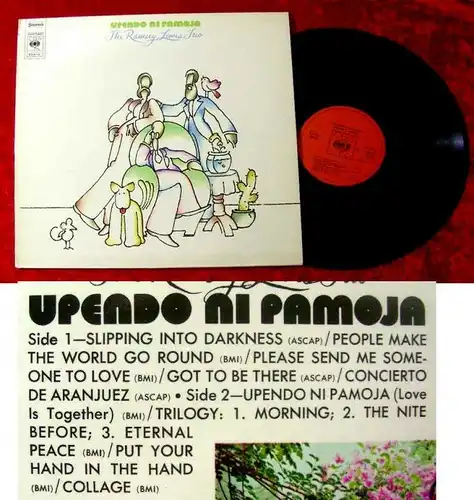 UPENDO NI PAMOJA
The Ramsey Lewis Trio
UPENDO NI PAMOJA
Side 1—SLIPPING INTO DARKNESS (ASCAP)/PEOPLE MAKE
THE WORLD GO ROUND (BMI)/PLEASE SEND ME SOME-
ONE TO LOVE (BMI)/GOT TO BE THERE (ASCAP)/CONCIERTO
DE ARANJUEZ (ASCAP) • Side 2—UPENDO NI PAMOJA (Love
Is Together) (BMI)/TRILOGY: 1. MORNING; 2. THE NITE
BEFORE; 3. ETERNAL
PEACE (BMI)/PUT YOUR
HAND IN THE HAND
(BMI)/COLLAGE (BMI)